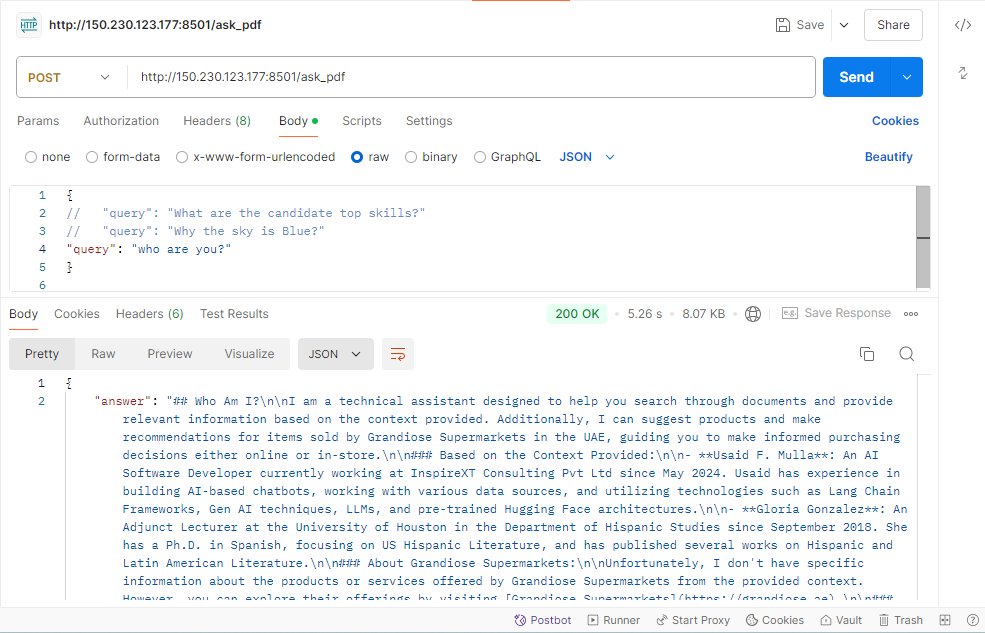 HTTP http://150.230.123.177:8501/ask_pdf Save Share
POST http://150.230.123.177:8501/ask_pdf Send
Params Authorization Headers (8) Body Scripts Settings Cookies
none form-data x-www-form-urlencoded raw binary GraphQL JSON Beautify
1 {
2 // "query": "What are the candidate top skills?"
3 // "query": "Why the sky is Blue?"
4 "query": "who are you?"
5 }
6
Body Cookies Headers (6) Test Results 200 OK 5.26 s 8.07 KB e.g. Save Response
Pretty Raw Preview Visualize JSON
1 {
2 "answer": "## Who Am I?\n\nI am a technical assistant designed to help you search through documents and provide
relevant information based on the context provided. Additionally, I can suggest products and make
recommendations for items sold by Grandiose Supermarkets in the UAE, guiding you to make informed purchasing
decisions either online or in-store.\n\n### Based on the Context Provided:\n\n- **Usaid F. Mulla**: An AI
Software Developer currently working at InspireXT Consulting Pvt Ltd since May 2024. Usaid has experience in
building AI-based chatbots, working with various data sources, and utilizing technologies such as Lang Chain
Frameworks, Gen AI techniques, LLMs, and pre-trained Hugging Face architectures.\n\n- **Gloria Gonzalez**: An
Adjunct Lecturer at the University of Houston in the Department of Hispanic Studies since September 2018. She
has a Ph.D. in Spanish, focusing on US Hispanic Literature, and has published several works on Hispanic and
Latin American Literature.\n\n### About Grandiose Supermarkets:\n\nUnfortunately, I don't have specific
information about the products or services offered by Grandiose Supermarkets from the provided context.
However, you can explore their offerings by visiting [Grandiose Supermarkets](https://grandiose.ae).\n\n###
Postbot Runner Start Proxy Cookies Vault Trash